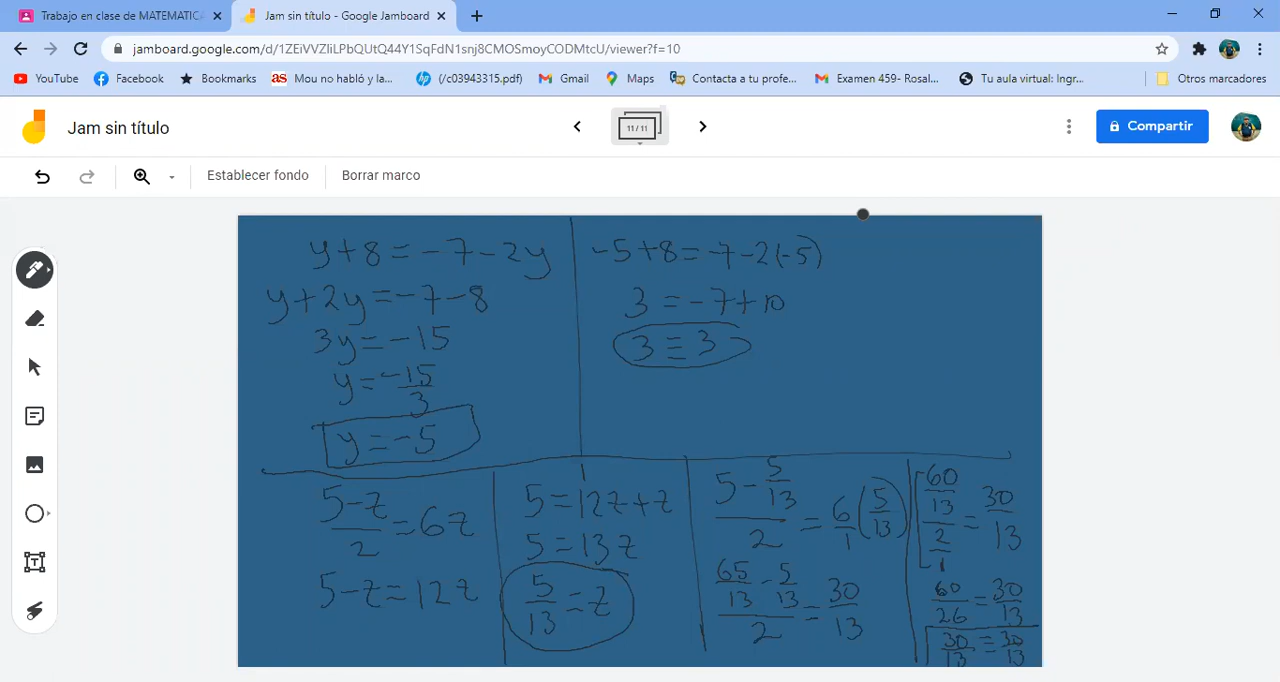 Trabajo en clase de MATEMATICA
Jam sin título - Google Jamboard
jamboard.google.com/d/1ZEiVVZliLPbQUtQ44Y1SqFdN1snj8CMOSmoyCODMtcU/viewer?f=10
YouTube
Facebook
Bookmarks
as Mou no habló y la...
hp (/c03943315.pdf)
Gmail
Maps
Contacta a tu profe...
Examen 459- Rosal...
Tu aula virtual: Ingr...
Otros marcadores
Jam sin título
11 / 11
Compartir
Establecer fondo
Borrar marco
y+8=-7-2y
y+2y=-7-8
3y=-15
y=-15/3
y=-5
-5+8=-7-2(-5)
3=-7+10
3≡3
(5-z)/2=6z
5-z=12z
5=12z+z
5=13z
5/13=z
(5-5/13)/2=6/1(5/13)
(65/13-5/13)/2=30/13
(60/13)/(2/1)=30/13
60/26=30/13
30/13=30/13